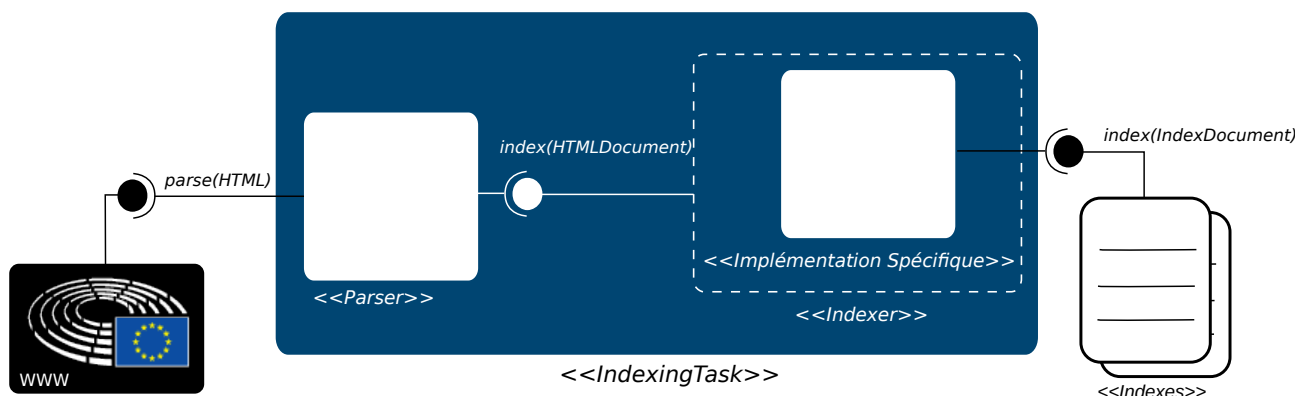 parse(HTML)
WWW
<<Parser>>
index(HTMLDocument)
<<Implémentation Spécifique>>
<<Indexer>>
<<IndexingTask>>
index(IndexDocument)
<<Indexes>>